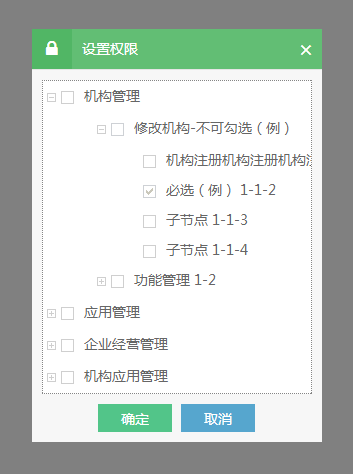 设置权限
机构管理
修改机构-不可勾选（例）
机构注册机构注册机构
必选（例） 1-1-2
子节点 1-1-3
子节点 1-1-4
功能管理 1-2
应用管理
企业经营管理
机构应用管理
确定 取消